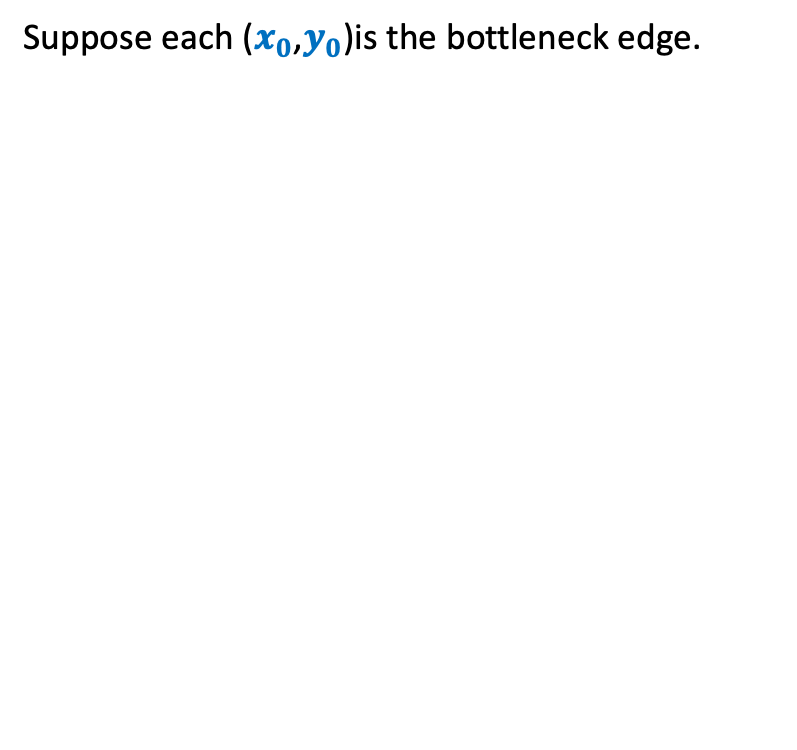 Suppose each (x₀,y₀)is the bottleneck edge.